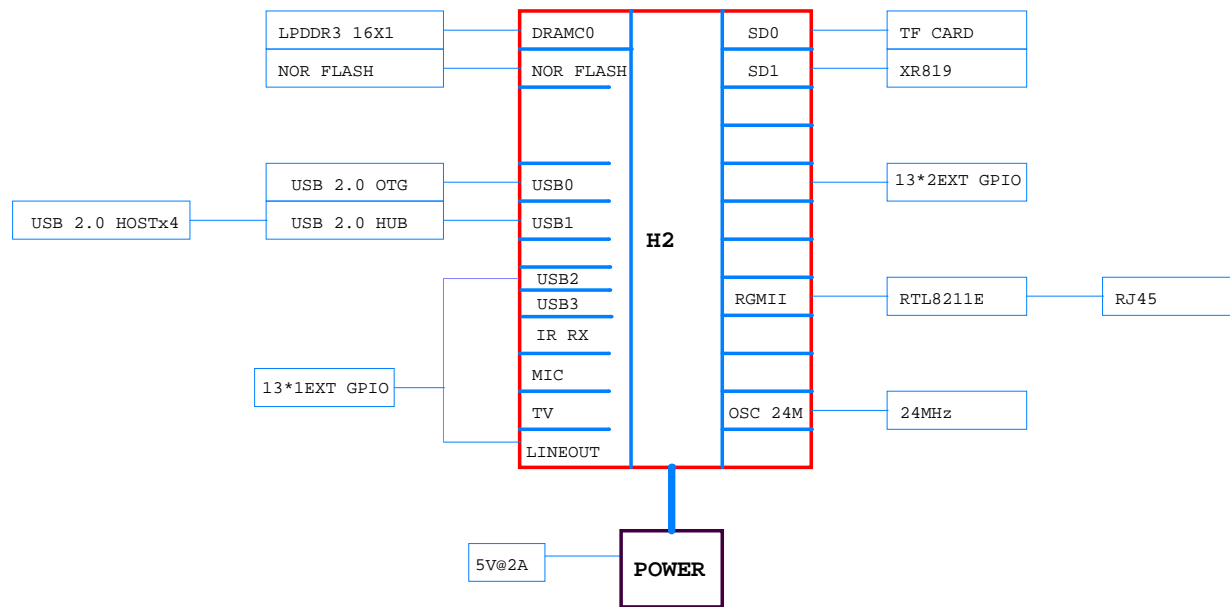 LPDDR3 16X1
DRAMC0
SD0
TF CARD
NOR FLASH
NOR FLASH
SD1
XR819
USB 2.0 OTG
USB0
13*2EXT GPIO
USB 2.0 HOSTx4
USB 2.0 HUB
USB1
H2
USB2
USB3
RGMII
RTL8211E
RJ45
IR RX
MIC
13*1EXT GPIO
TV
OSC 24M
24MHz
LINEOUT
5V@2A
POWER